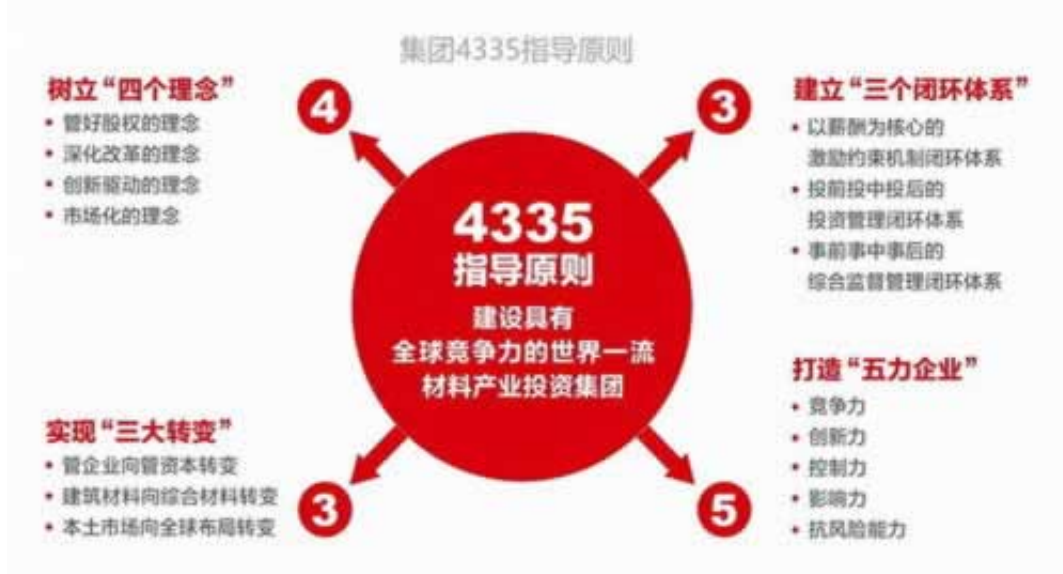 集团4335指导原则
树立“四个理念”
• 管好股权的理念
• 深化改革的理念
• 创新驱动的理念
• 市场化的理念
4
3
建立“三个闭环体系”
• 以薪酬为核心的
激励约束机制闭环体系
• 投前投中投后的
投资管理闭环体系
• 事前事中事后的
综合监督管理闭环体系
4335
指导原则
建设具有
全球竞争力的世界一流
材料产业投资集团
实现“三大转变”
• 管企业向管资本转变
• 建筑材料向综合材料转变
• 本土市场向全球布局转变
3
5
打造“五力企业”
• 竞争力
• 创新力
• 控制力
• 影响力
• 抗风险能力